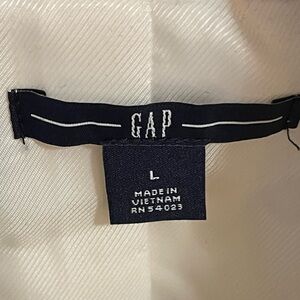 GAP
L
MADE IN
VIETNAM
RN 54023